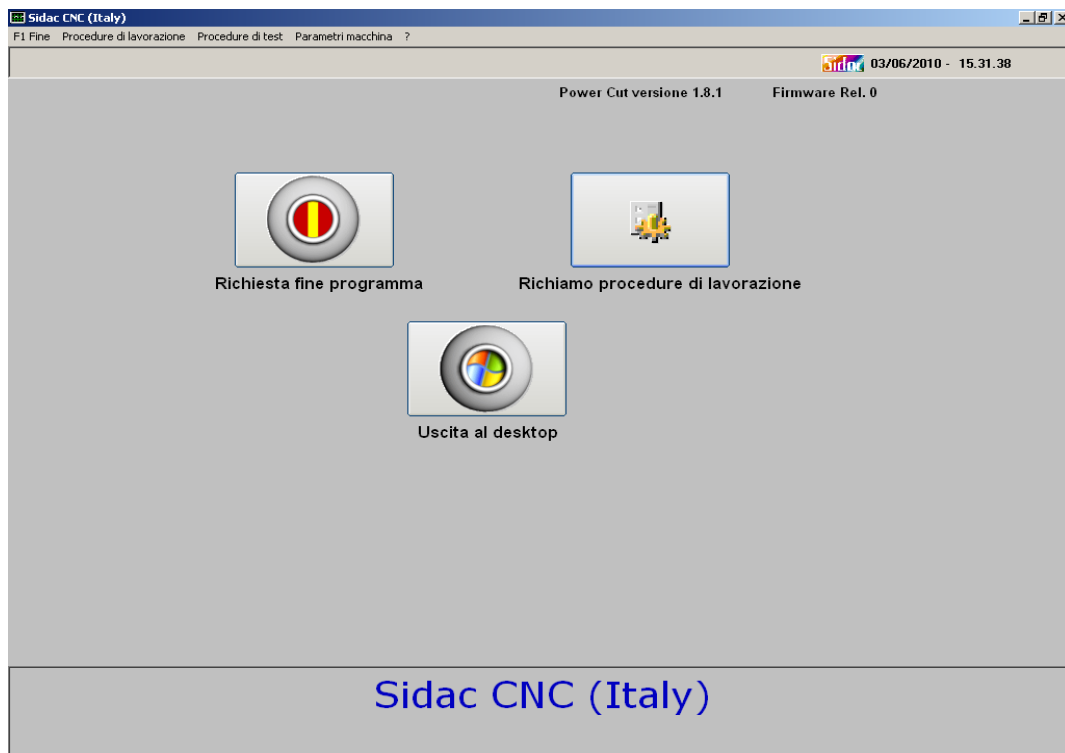 Sidac CNC (Italy)
F1 Fine Procedure di lavorazione Procedure di test Parametri macchina ?
Sidac 03/06/2010 - 15.31.38
Power Cut versione 1.8.1 Firmware Rel. 0
Richiesta fine programma Richiamo procedure di lavorazione
Uscita al desktop
Sidac CNC (Italy)